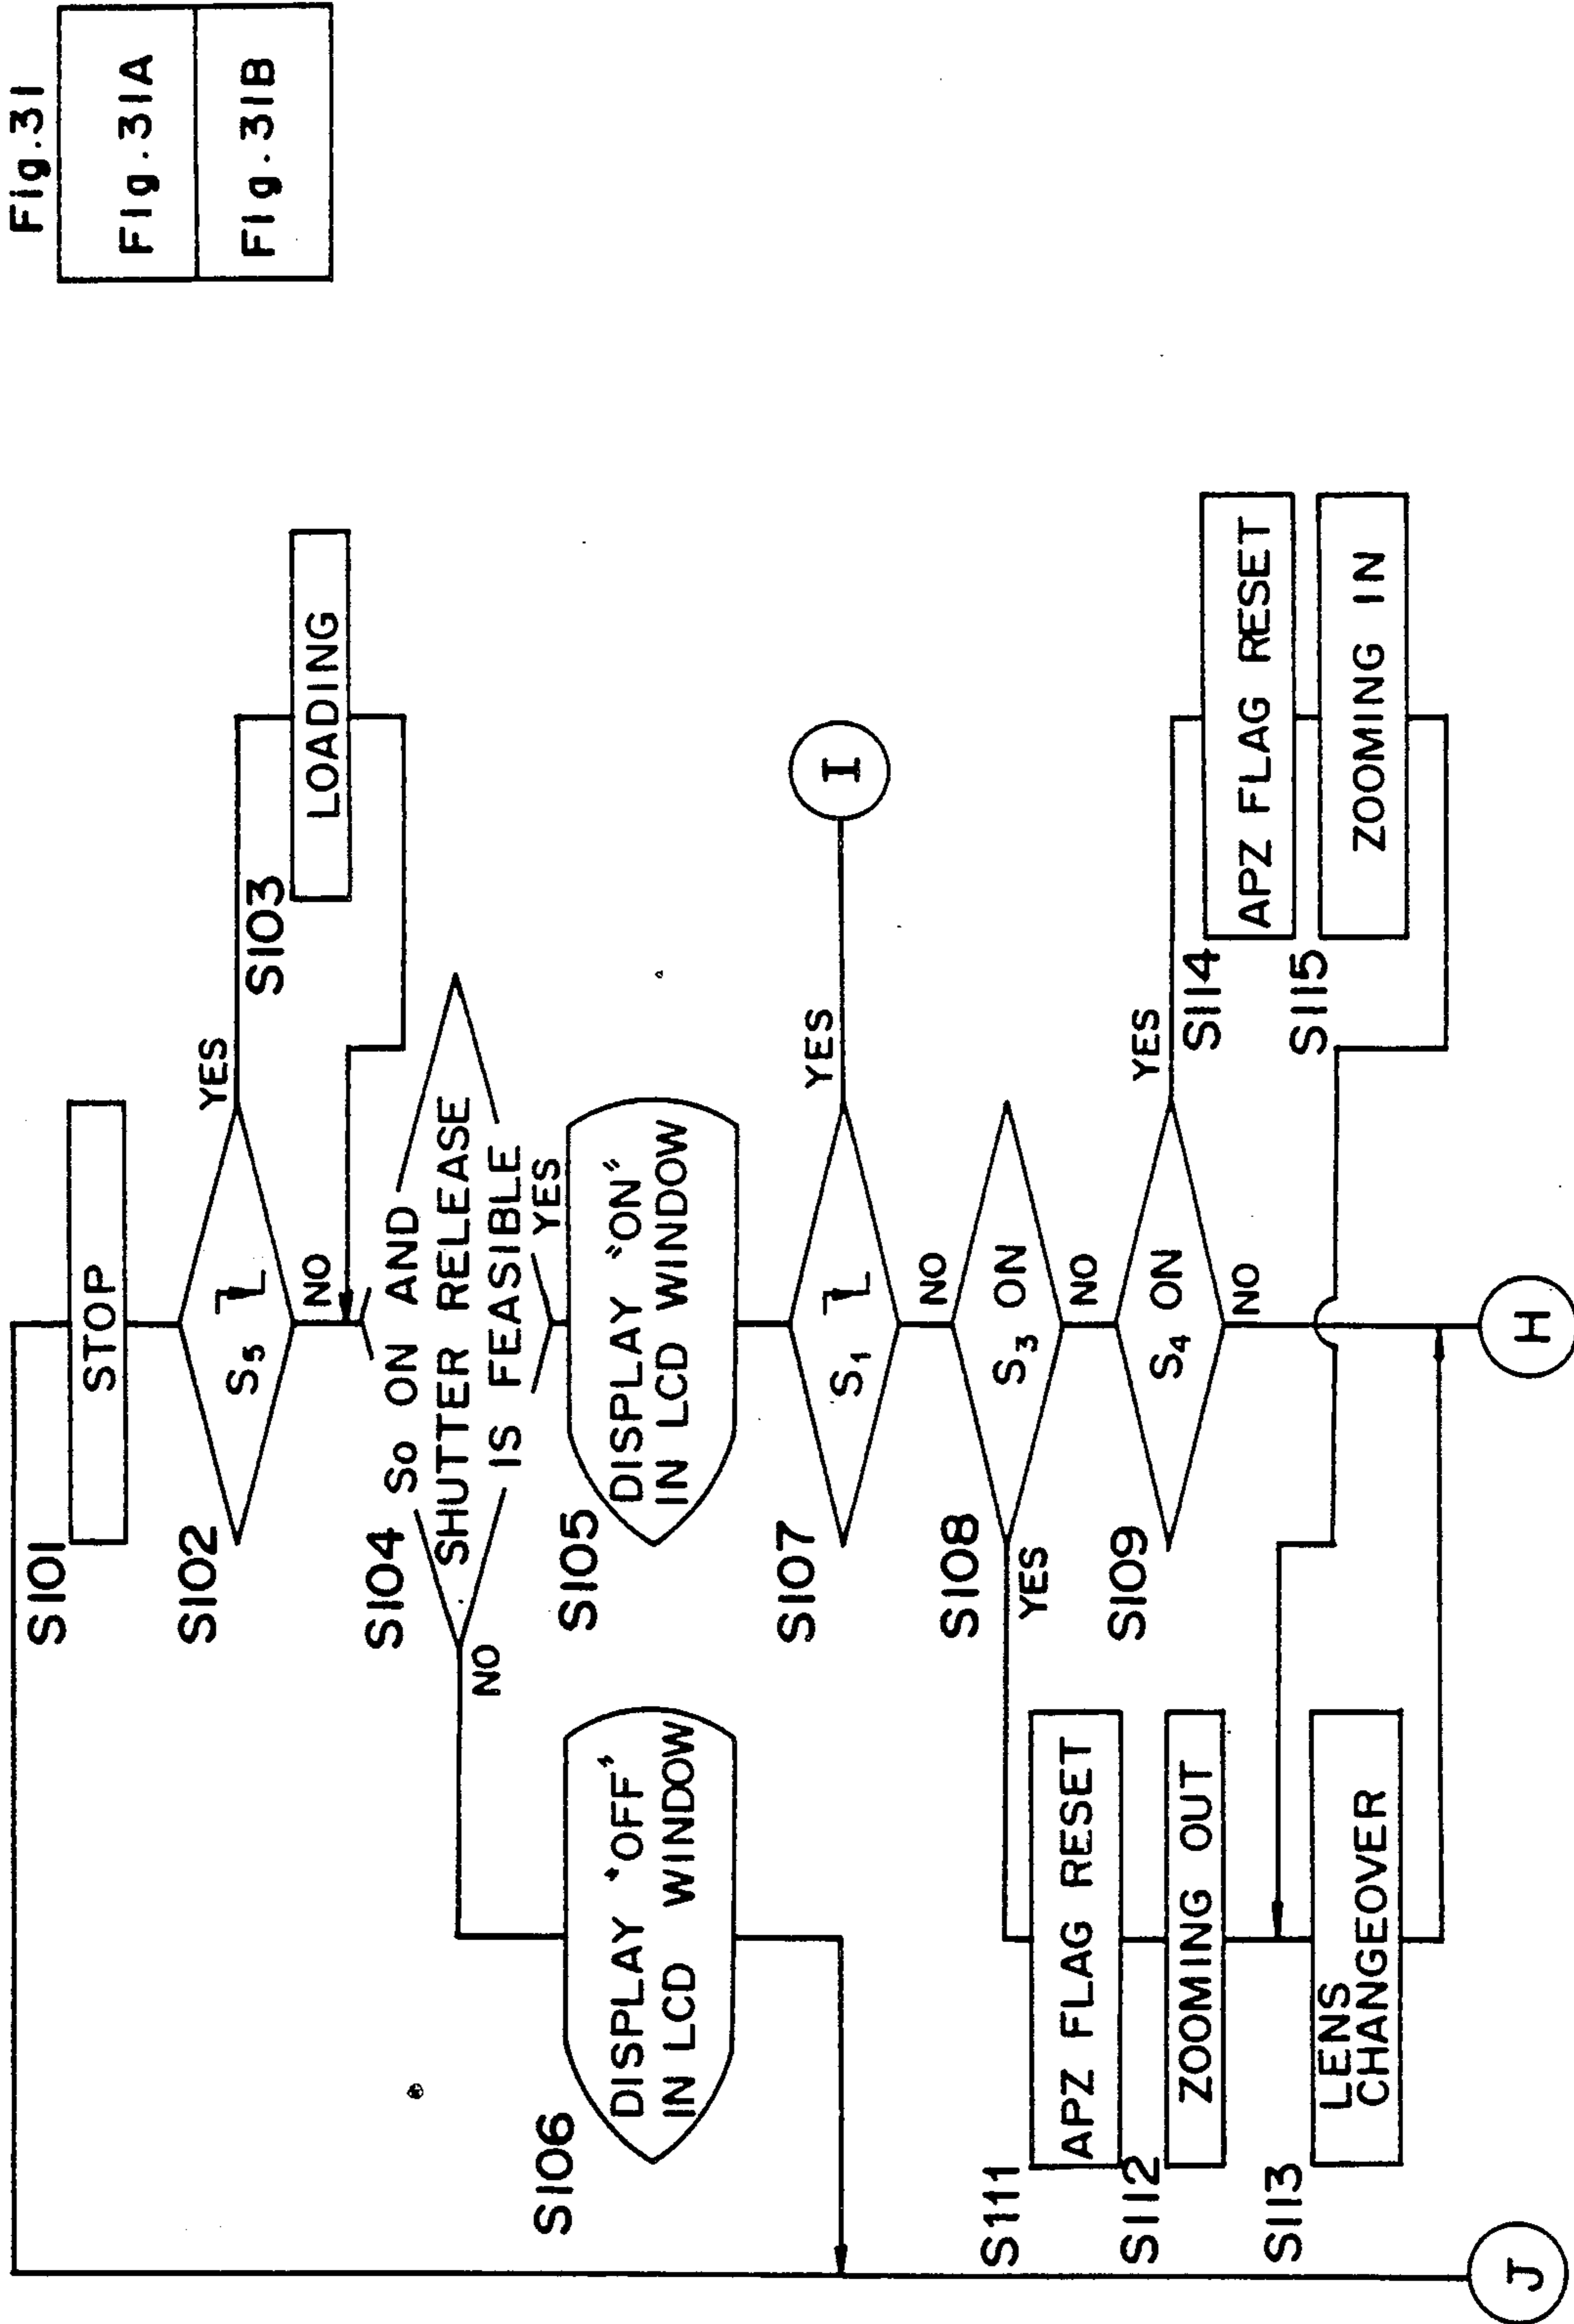 Fig.31
Fig.31A
Fig.31B
S101
STOP
S102
S5
YES
NO
S103
LOADING
S104
So ON AND
SHUTTER RELEASE
IS FEASIBLE
NO
YES
S105
DISPLAY "ON"
IN LCD WINDOW
S106
DISPLAY "OFF"
IN LCD WINDOW
S107
S1
YES
I
NO
S108
S3 ON
YES
NO
S109
S4 ON
YES
NO
S111
APZ FLAG RESET
S112
ZOOMING OUT
S113
LENS
CHANGEOVER
S114
APZ FLAG RESET
S115
ZOOMING IN
J
H